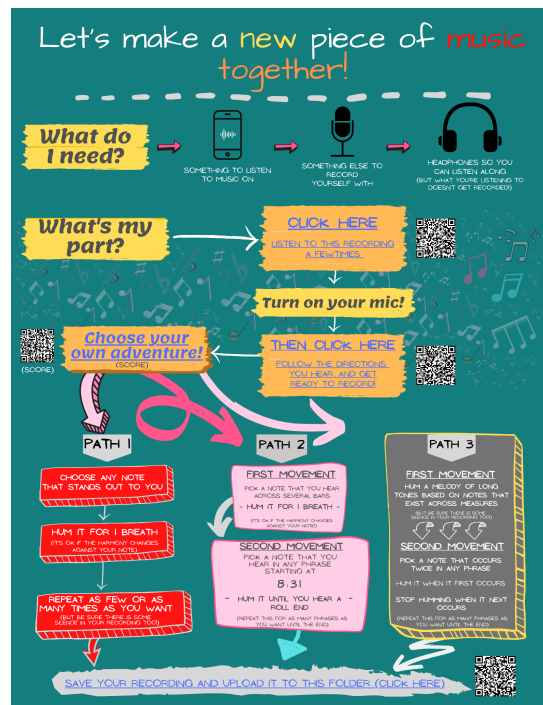 Let's make a new piece of music
together!
What do
I need?
SOMETHING TO LISTEN
TO MUSIC ON
SOMETHING ELSE TO
RECORD
YOURSELF WITH
HEADPHONES SO YOU
CAN LISTEN ALONG
(BUT WHAT YOU'RE LISTENING TO
DOESN'T GET RECORDED!)
What's my
part?
CLICK HERE
LISTEN TO THIS RECORDING
A FEW TIMES
Turn on your mic!
THEN CLICK HERE
FOLLOW THE DIRECTIONS
YOU HEAR, AND GET
READY TO RECORD!
Choose your
own adventure!
(SCORE)
(SCORE)
PATH 1
CHOOSE ANY NOTE
THAT STANDS OUT TO YOU
HUM IT FOR 1 BREATH
(IT'S OK IF THE HARMONY CHANGES
AGAINST YOUR NOTE)
REPEAT AS FEW OR AS
MANY TIMES AS YOU WANT
(BUT BE SURE THERE IS SOME
SILENCE IN YOUR RECORDING TOO!)
PATH 2
FIRST MOVEMENT
PICK A NOTE THAT YOU HEAR
ACROSS SEVERAL BARS
- HUM IT FOR 1 BREATH -
(IT'S OK IF THE HARMONY CHANGES
AGAINST YOUR NOTE)
SECOND MOVEMENT
PICK A NOTE THAT YOU
HEAR IN ANY PHRASE
STARTING AT
8:31
- HUM IT UNTIL YOU HEAR A -
ROLL END
(REPEAT THIS FOR AS MANY PHRASES AS
YOU WANT UNTIL THE END)
PATH 3
FIRST MOVEMENT
HUM A MELODY OF LONG
TONES BASED ON NOTES THAT
EXIST ACROSS MEASURES
(BUT BE SURE THERE IS SOME
SILENCE IN YOUR RECORDING TOO!)
SECOND MOVEMENT
PICK A NOTE THAT OCCURS
TWICE IN ANY PHRASE
HUM IT WHEN IT FIRST OCCURS
STOP HUMMING WHEN IT NEXT
OCCURS
(REPEAT THIS FOR AS MANY PHRASES AS
YOU WANT UNTIL THE END)
SAVE YOUR RECORDING AND UPLOAD IT TO THIS FOLDER (CLICK HERE)